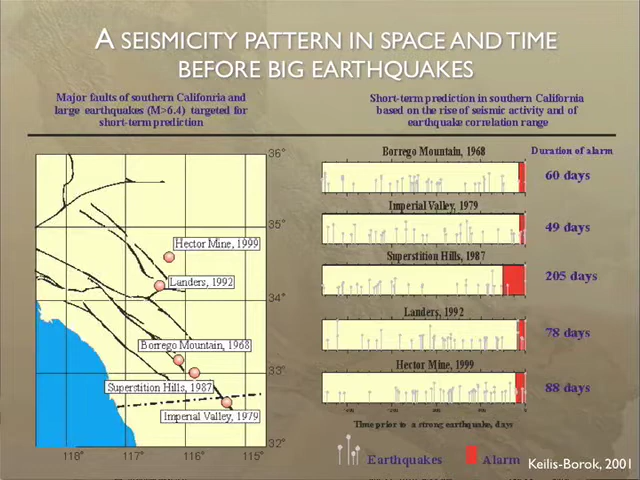 A SEISMICITY PATTERN IN SPACE AND TIME
BEFORE BIG EARTHQUAKES
Major faults of southern Califonria and
large earthquakes (M>6.4) targeted for
short-term prediction
Short-term prediction in southern California
based on the rise of seismic activity and of
earthquake correlation range
36°
35°
34°
33°
32°
118°
117°
116°
115°
Hector Mine, 1999
Landers, 1992
Borrego Mountain, 1968
Superstition Hills, 1987
Imperial Valley, 1979
Duration of alarm
Borrego Mountain, 1968
60 days
Imperial Valley, 1979
49 days
Superstition Hills, 1987
205 days
Landers, 1992
78 days
Hector Mine, 1999
88 days
Time prior to a strong earthquake, days
Earthquakes
Alarm
Keilis-Borok, 2001